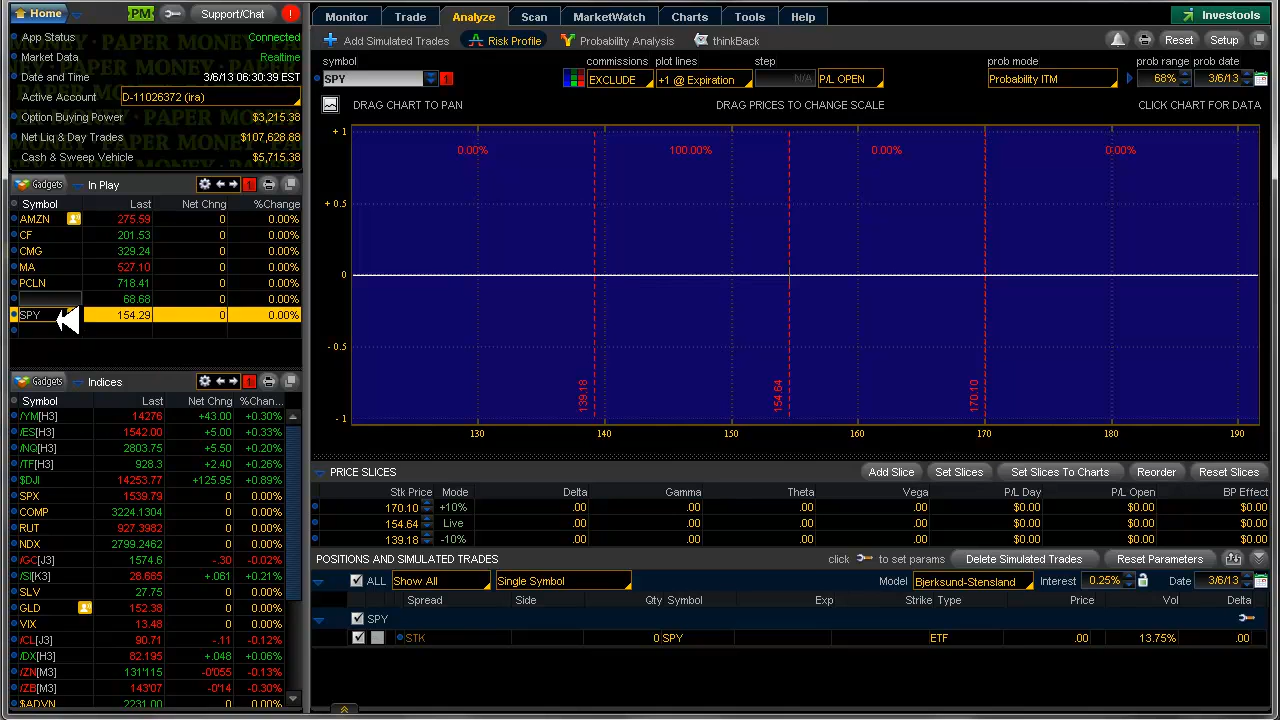 Home PM Support/Chat !
App Status Connected
Market Data Realtime
Date and Time 3/6/13 06:30:39 EST
Active Account D-11026372 (ira)
Option Buying Power $3,215.38
Net Liq & Day Trades $107,628.88
Cash & Sweep Vehicle $5,715.38
PAPER MONEY · PAPER MONEY
Gadgets In Play 1
Symbol Last Net Chng %Change
AMZN 275.59 0 0.00%
CF 201.53 0 0.00%
CMG 329.24 0 0.00%
MA 527.10 0 0.00%
PCLN 718.41 0 0.00%
68.68 0 0.00%
SPY 154.29 0 0.00%
Gadgets Indices 1
Symbol Last Net Chng %Chan...
/YM[H3] 14276 +43.00 +0.30%
/ES[H3] 1542.00 +5.00 +0.33%
/NQ[H3] 2803.75 +5.50 +0.20%
/TF[H3] 928.3 +2.40 +0.26%
$DJI 14253.77 +125.95 +0.89%
SPX 1539.79 0 0.00%
COMP 3224.1304 0 0.00%
RUT 927.3982 0 0.00%
NDX 2799.2462 0 0.00%
/GC[J3] 1574.6 -.30 -0.02%
/SI[K3] 28.665 +.061 +0.21%
SLV 27.75 0 0.00%
GLD 152.38 0 0.00%
VIX 13.48 0 0.00%
/CL[J3] 90.71 -.11 -0.12%
/DX[H3] 82.195 +.048 +0.06%
/ZN[M3] 131'115 -0'055 -0.13%
/ZB[M3] 143'07 -0'14 -0.30%
$ADVN 2231.00 0 0.00%
Monitor Trade Analyze Scan MarketWatch Charts Tools Help Investools
Add Simulated Trades Risk Profile Probability Analysis thinkBack Reset Setup
symbol commissions plot lines step prob mode prob range prob date
SPY 1 EXCLUDE +1 @ Expiration N/A P/L OPEN Probability ITM 68% 3/6/13
DRAG CHART TO PAN DRAG PRICES TO CHANGE SCALE CLICK CHART FOR DATA
+ 1
0.00% 100.00% 0.00% 0.00%
+ 0.5
0
- 0.5
139.18 154.64 170.10
- 1
130 140 150 160 170 180 190
PRICE SLICES Add Slice Set Slices Set Slices To Charts Reorder Reset Slices
Stk Price Mode Delta Gamma Theta Vega P/L Day P/L Open BP Effect
170.10 +10% .00 .00 .00 .00 $0.00 $0.00 $0.00
154.64 Live .00 .00 .00 .00 $0.00 $0.00 $0.00
139.18 -10% .00 .00 .00 .00 $0.00 $0.00 $0.00
POSITIONS AND SIMULATED TRADES click to set params Delete Simulated Trades Reset Parameters
ALL Show All Single Symbol Model Bjerksund-Stensland Interest 0.25% Date 3/6/13
Spread Side Qty Symbol Exp Strike Type Price Vol Delta
SPY
STK 0 SPY ETF .00 13.75% .00